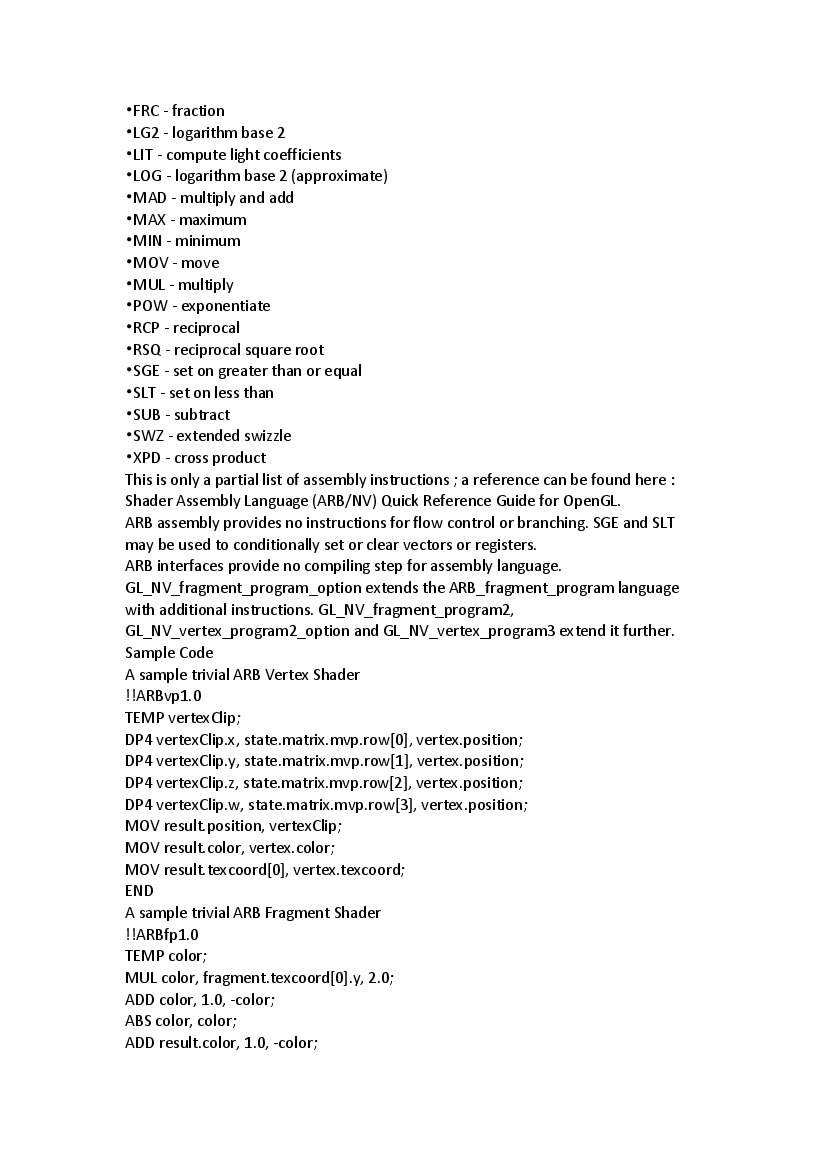 •FRC - fraction
•LG2 - logarithm base 2
•LIT - compute light coefficients
•LOG - logarithm base 2 (approximate)
•MAD - multiply and add
•MAX - maximum
•MIN - minimum
•MOV - move
•MUL - multiply
•POW - exponentiate
•RCP - reciprocal
•RSQ - reciprocal square root
•SGE - set on greater than or equal
•SLT - set on less than
•SUB - subtract
•SWZ - extended swizzle
•XPD - cross product
This is only a partial list of assembly instructions ; a reference can be found here :
Shader Assembly Language (ARB/NV) Quick Reference Guide for OpenGL.
ARB assembly provides no instructions for flow control or branching. SGE and SLT
may be used to conditionally set or clear vectors or registers.
ARB interfaces provide no compiling step for assembly language.
GL_NV_fragment_program_option extends the ARB_fragment_program language
with additional instructions. GL_NV_fragment_program2,
GL_NV_vertex_program2_option and GL_NV_vertex_program3 extend it further.
Sample Code
A sample trivial ARB Vertex Shader
!!ARBvp1.0
TEMP vertexClip;
DP4 vertexClip.x, state.matrix.mvp.row[0], vertex.position;
DP4 vertexClip.y, state.matrix.mvp.row[1], vertex.position;
DP4 vertexClip.z, state.matrix.mvp.row[2], vertex.position;
DP4 vertexClip.w, state.matrix.mvp.row[3], vertex.position;
MOV result.position, vertexClip;
MOV result.color, vertex.color;
MOV result.texcoord[0], vertex.texcoord;
END
A sample trivial ARB Fragment Shader
!!ARBfp1.0
TEMP color;
MUL color, fragment.texcoord[0].y, 2.0;
ADD color, 1.0, -color;
ABS color, color;
ADD result.color, 1.0, -color;